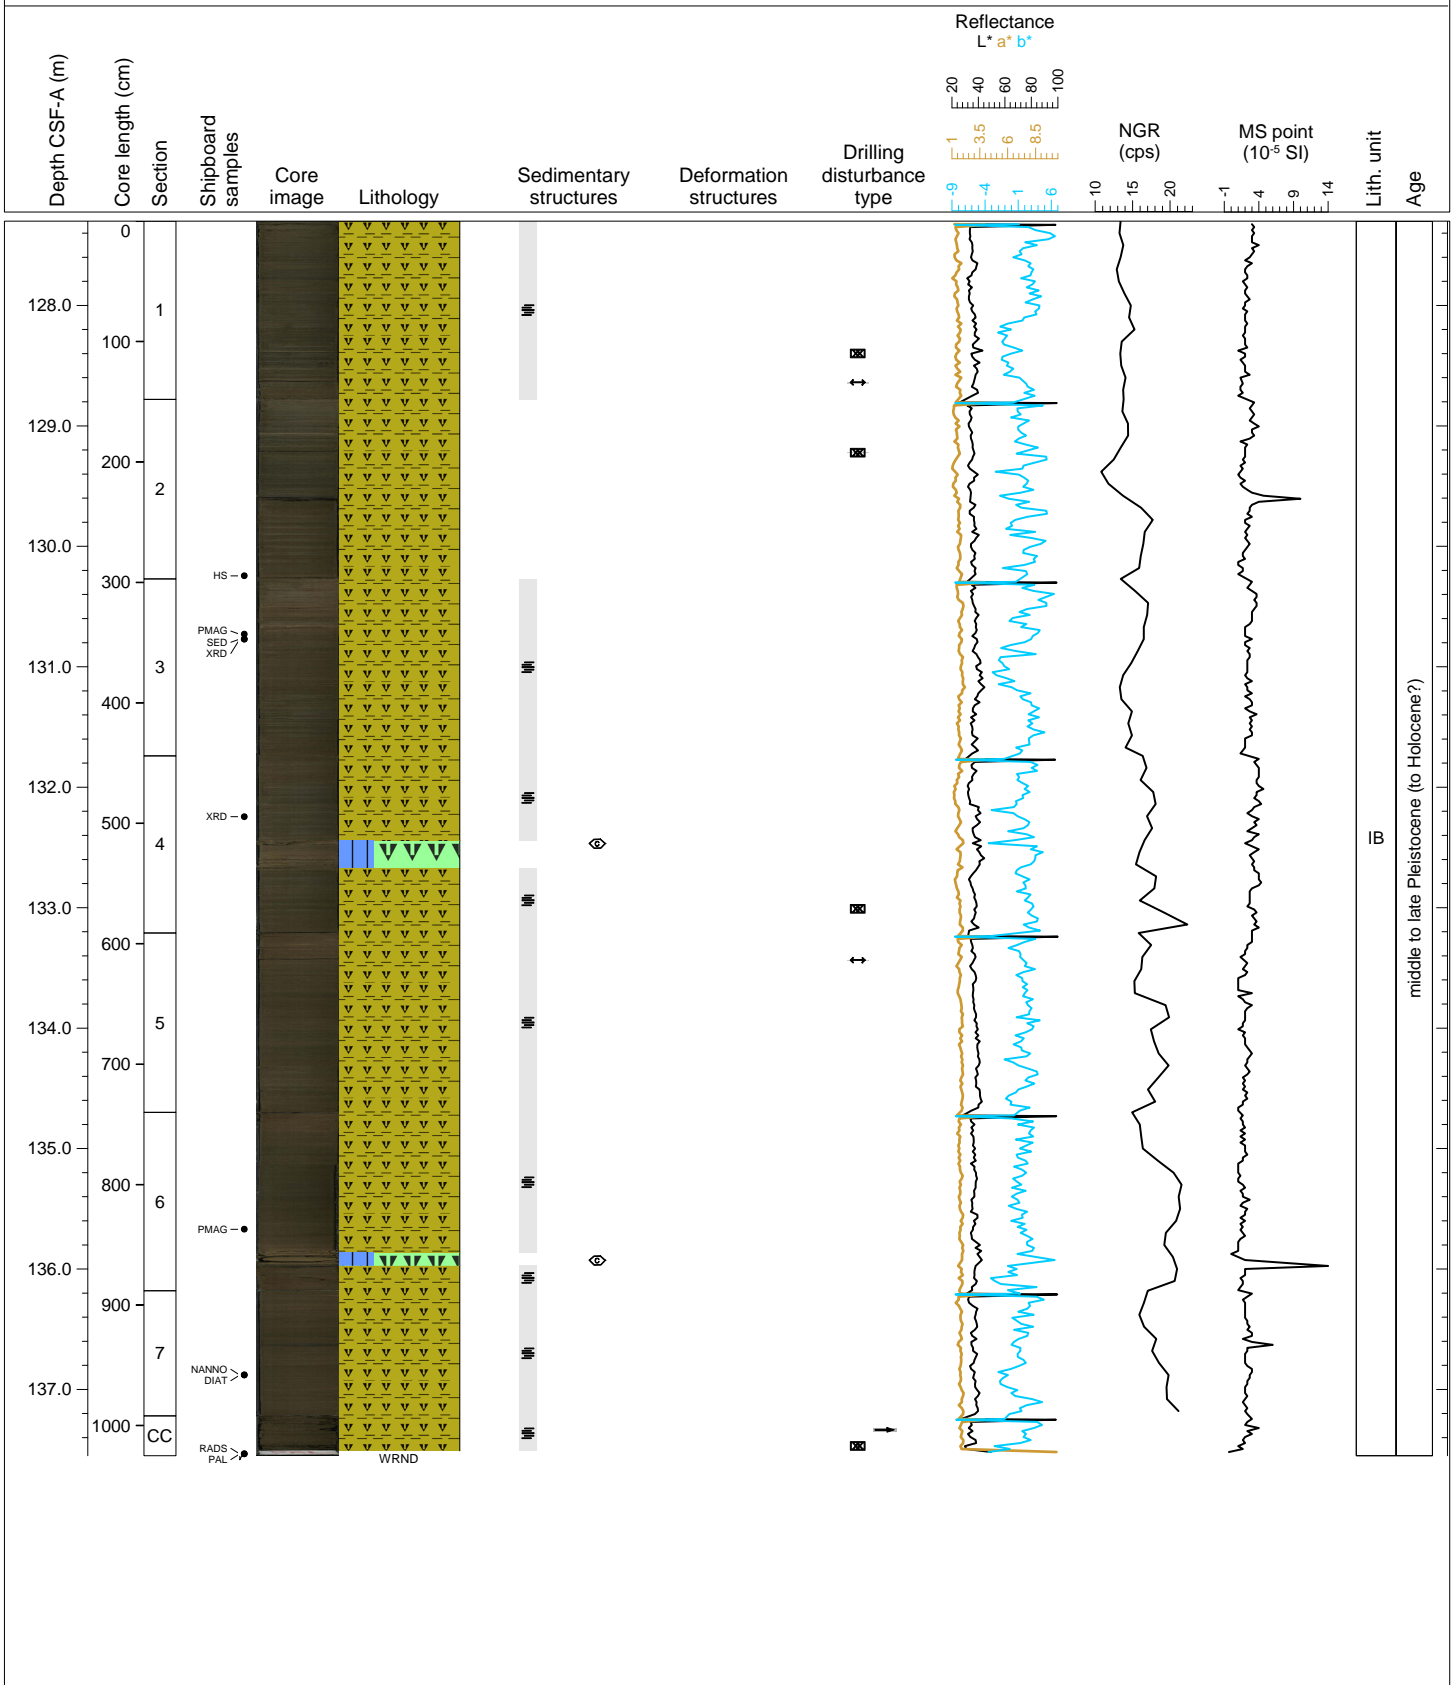 Depth CSF-A (m)
Core length (cm)
Section
Shipboard
samples
Core
image
Lithology
Sedimentary
structures
Deformation
structures
Drilling
disturbance
type
Reflectance
L* a* b*
20 40 60 80 100
1 3.5 6 8.5
-9 -4 1 6
NGR
(cps)
10 15 20
MS point
(10-5 SI)
-1 4 9 14
Lith. unit
Age
0
128.0
1
100
129.0
200
2
130.0
HS
300
PMAG
SED
XRD
131.0
3
400
132.0
XRD
500
4
c
IB
133.0
600
5
134.0
700
135.0
800
6
PMAG
136.0
c
900
7
NANNO
DIAT
137.0
1000
CC
RADS
PAL
WRND
middle to late Pleistocene (to Holocene?)